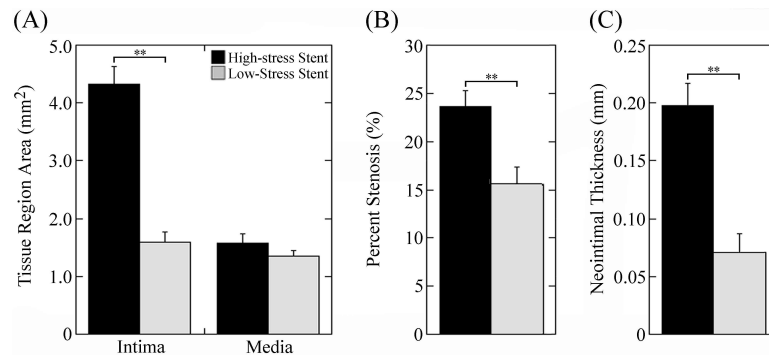 (A)
Tissue Region Area (mm²)
5.0
4.0
3.0
2.0
1.0
0
**
High-stress Stent
Low-Stress Stent
Intima
Media
(B)
Percent Stenosis (%)
30
25
20
15
10
5
0
**
(C)
Neointimal Thickness (mm)
0.25
0.20
0.15
0.10
0.05
0
**